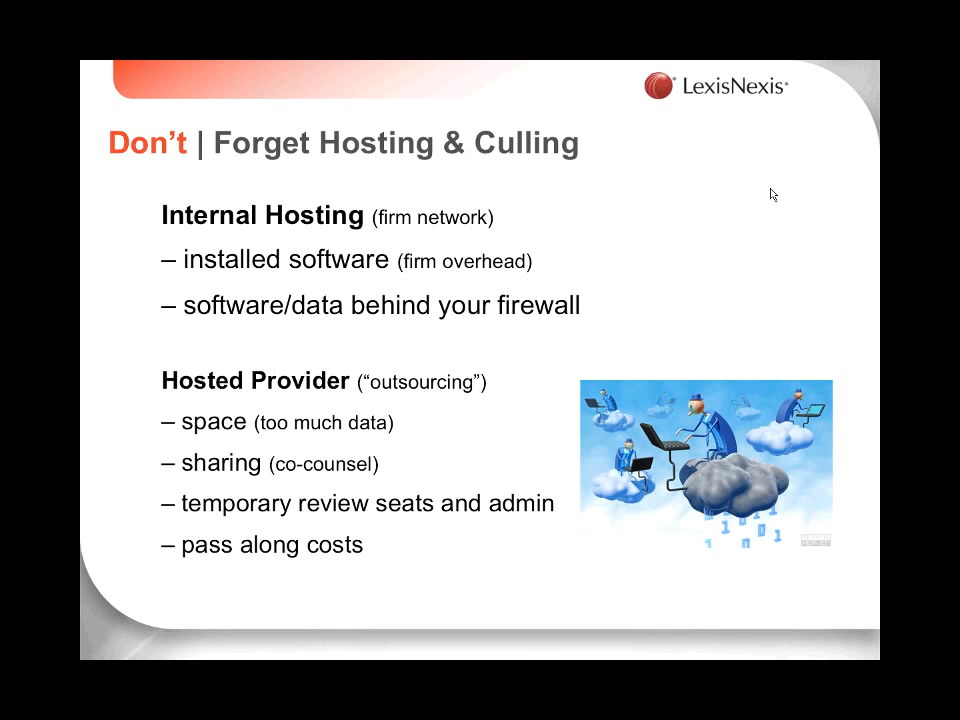 LexisNexis®
Don't | Forget Hosting & Culling
Internal Hosting (firm network)
– installed software (firm overhead)
– software/data behind your firewall
Hosted Provider (“outsourcing”)
– space (too much data)
– sharing (co-counsel)
– temporary review seats and admin
– pass along costs